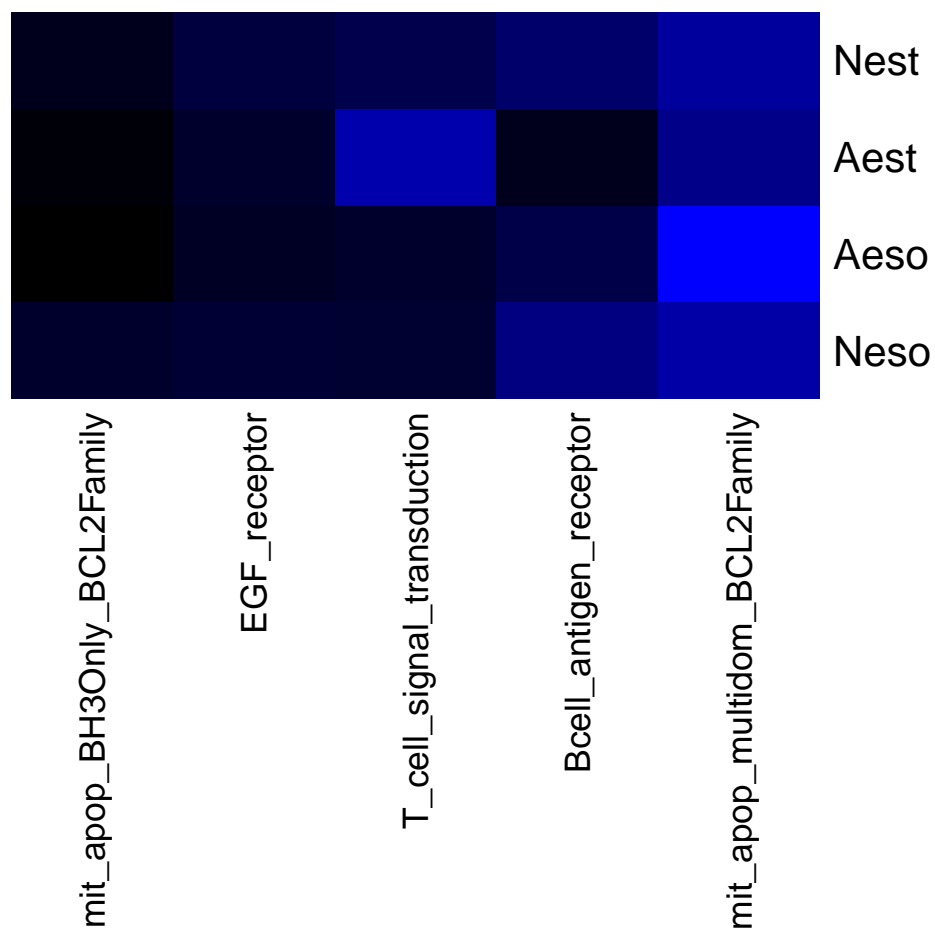 Nest
Aest
Aeso
Neso
mit_apop_BH3Only_BCL2Family
EGF_receptor
T_cell_signal_transduction
Bcell_antigen_receptor
mit_apop_multidom_BCL2Family